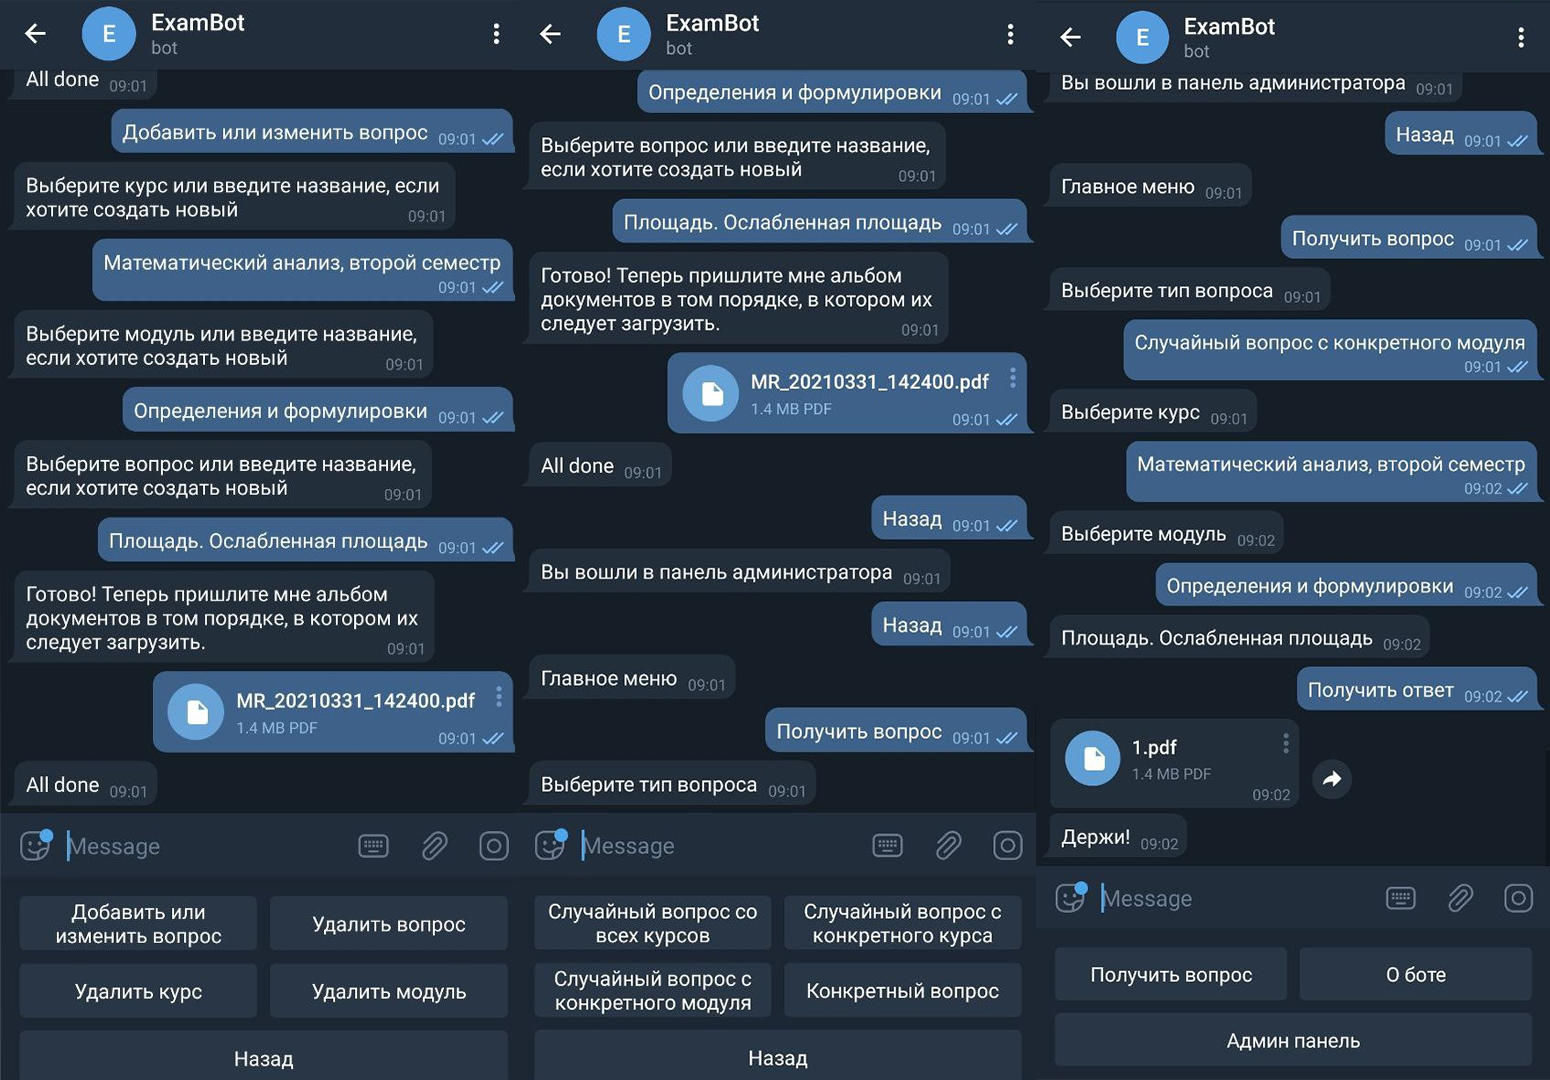 ExamBot
bot
All done 09:01
Добавить или изменить вопрос 09:01
Выберите курс или введите название, если
хотите создать новый 09:01
Математический анализ, второй семестр
09:01
Выберите модуль или введите название,
если хотите создать новый 09:01
Определения и формулировки 09:01
Выберите вопрос или введите название,
если хотите создать новый 09:01
Площадь. Ослабленная площадь 09:01
Готово! Теперь пришлите мне альбом
документов в том порядке, в котором их
следует загрузить. 09:01
MR_20210331_142400.pdf
1.4 MB PDF
09:01
All done 09:01
Message
Добавить или
изменить вопрос
Удалить вопрос
Удалить курс
Удалить модуль
Назад
ExamBot
bot
Определения и формулировки 09:01
Выберите вопрос или введите название,
если хотите создать новый 09:01
Площадь. Ослабленная площадь 09:01
Готово! Теперь пришлите мне альбом
документов в том порядке, в котором их
следует загрузить. 09:01
MR_20210331_142400.pdf
1.4 MB PDF
09:01
All done 09:01
Назад 09:01
Вы вошли в панель администратора 09:01
Назад 09:01
Главное меню 09:01
Получить вопрос 09:01
Выберите тип вопроса 09:01
Message
Случайный вопрос со
всех курсов
Случайный вопрос с
конкретного курса
Случайный вопрос с
конкретного модуля
Конкретный вопрос
Назад
ExamBot
bot
Вы вошли в панель администратора 09:01
Назад 09:01
Главное меню 09:01
Получить вопрос 09:01
Выберите тип вопроса 09:01
Случайный вопрос с конкретного модуля
09:01
Выберите курс 09:01
Математический анализ, второй семестр
09:02
Выберите модуль 09:02
Определения и формулировки 09:02
Площадь. Ослабленная площадь 09:02
Получить ответ 09:02
1.pdf
1.4 MB PDF
09:02
Держи! 09:02
Message
Получить вопрос
О боте
Админ панель